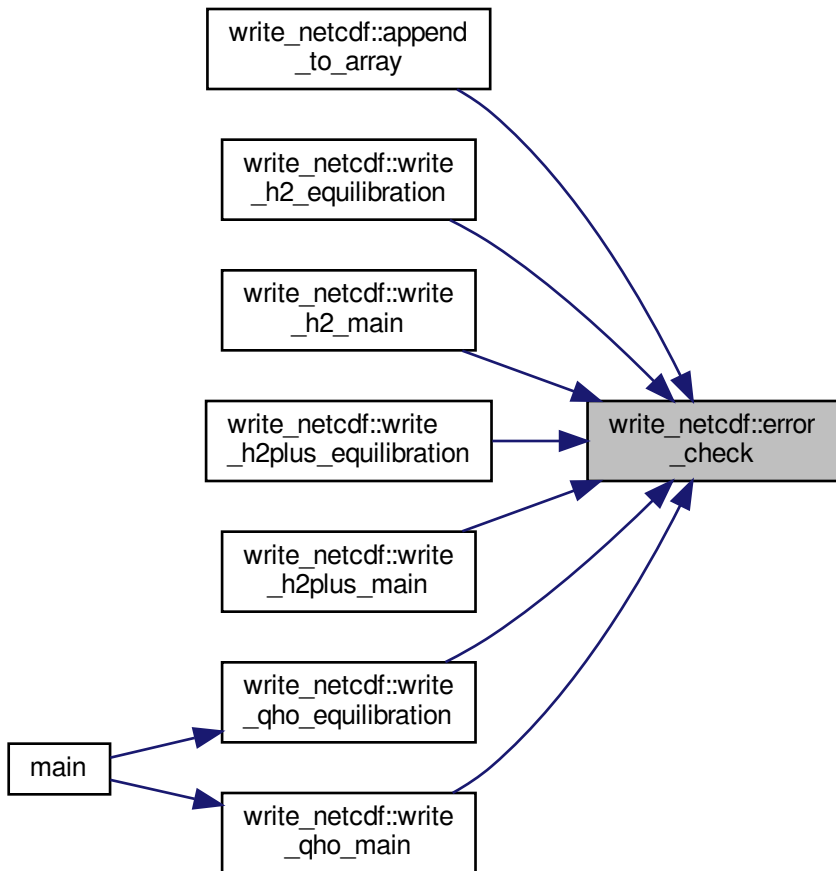 write_netcdf::append
_to_array
write_netcdf::write
_h2_equilibration
write_netcdf::write
_h2_main
write_netcdf::write
_h2plus_equilibration
write_netcdf::error
_check
write_netcdf::write
_h2plus_main
write_netcdf::write
_qho_equilibration
main
write_netcdf::write
_qho_main